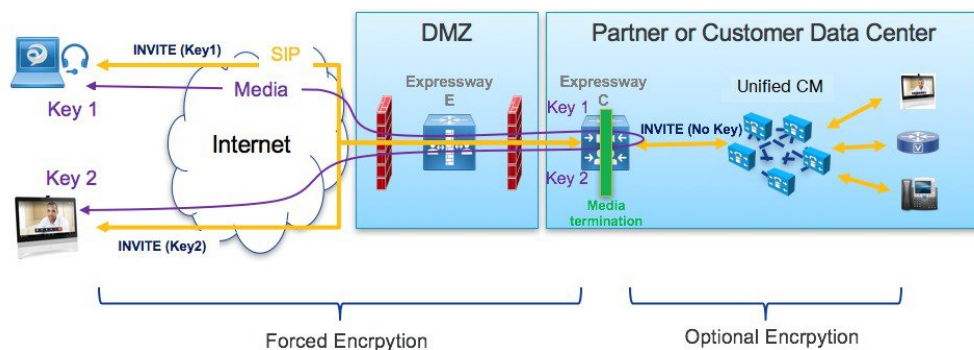 DMZ
Partner or Customer Data Center
INVITE (Key1)
SIP
Media
Key 1
Internet
Key 2
INVITE (Key2)
Expressway
E
Expressway
C
Key 1
Key 2
Media
termination
INVITE (No Key)
Unified CM
V
Forced Encrpytion
Optional Encrpytion